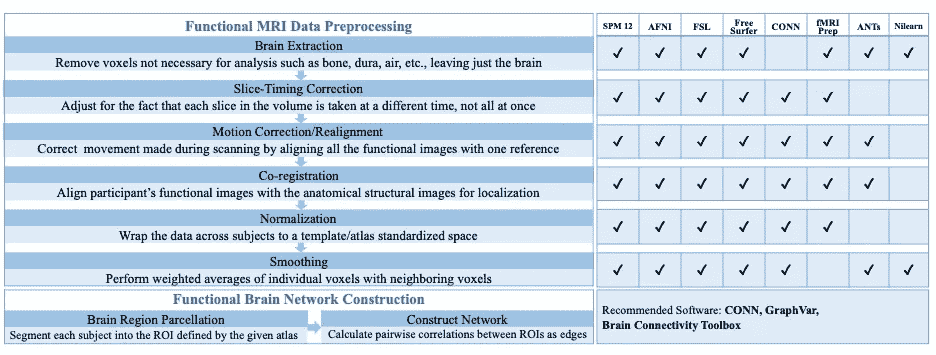 Functional MRI Data Preprocessing
SPM 12 AFNI FSL Free Surfer CONN fMRI Prep ANTs Nilearn
Brain Extraction
Remove voxels not necessary for analysis such as bone, dura, air, etc., leaving just the brain
✓ ✓ ✓ ✓ ✓ ✓ ✓
Slice-Timing Correction
Adjust for the fact that each slice in the volume is taken at a different time, not all at once
✓ ✓ ✓ ✓ ✓ ✓
Motion Correction/Realignment
Correct movement made during scanning by aligning all the functional images with one reference
✓ ✓ ✓ ✓ ✓ ✓ ✓
Co-registration
Align participant's functional images with the anatomical structural images for localization
✓ ✓ ✓ ✓ ✓ ✓ ✓
Normalization
Wrap the data across subjects to a template/atlas standardized space
✓ ✓ ✓ ✓ ✓ ✓
Smoothing
Perform weighted averages of individual voxels with neighboring voxels
✓ ✓ ✓ ✓ ✓ ✓ ✓
Functional Brain Network Construction
Brain Region Parcellation
Segment each subject into the ROI defined by the given atlas
Construct Network
Calculate pairwise correlations between ROIs as edges
Recommended Software: CONN, GraphVar,
Brain Connectivity Toolbox